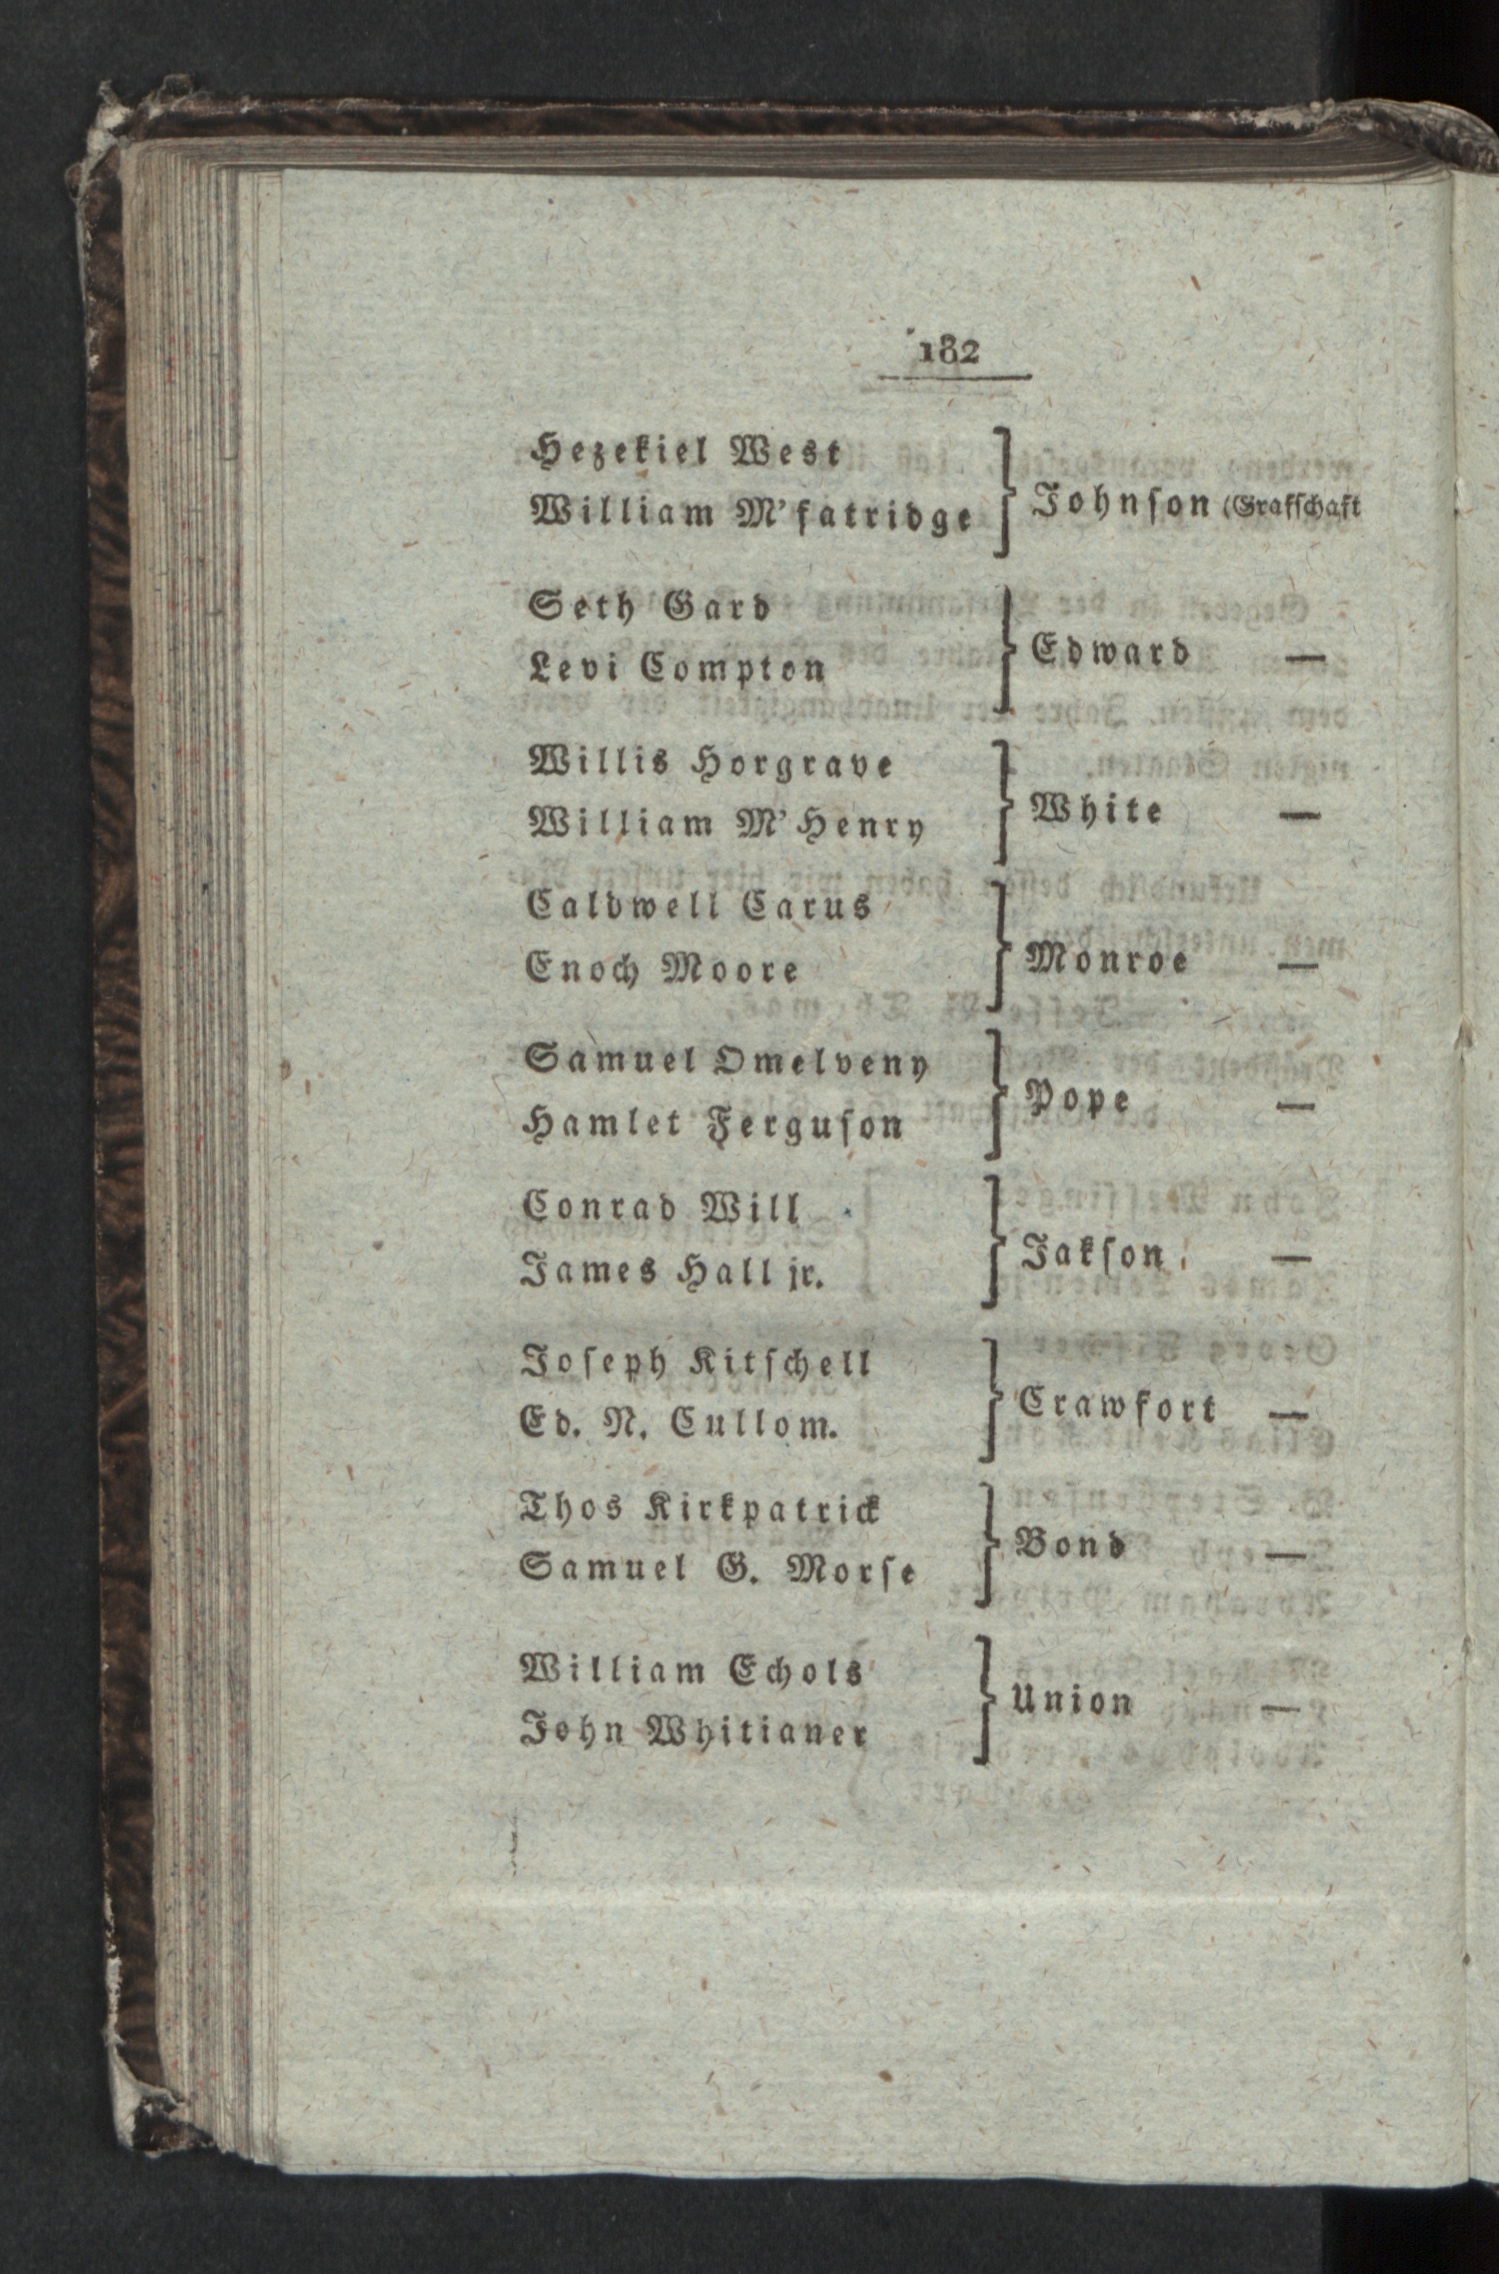 182
Hezekiel West
William M'fatridge
Johnson (Grafschaft
Seth Gard
Levi Compton
Edward —
Willis Horgrave
William M'Henry
White —
Caldwell Carus
Enoch Moore
Monroe —
Samuel Omelveny
Hamlet Ferguson
Pope —
Conrad Will
James Hall jr.
Jakson —
Joseph Kitschell
Ed. N. Cullom.
Crawfort —
Thos Kirkpatrick
Samuel G. Morse
Bond —
William Echols
John Whitianer
Union —